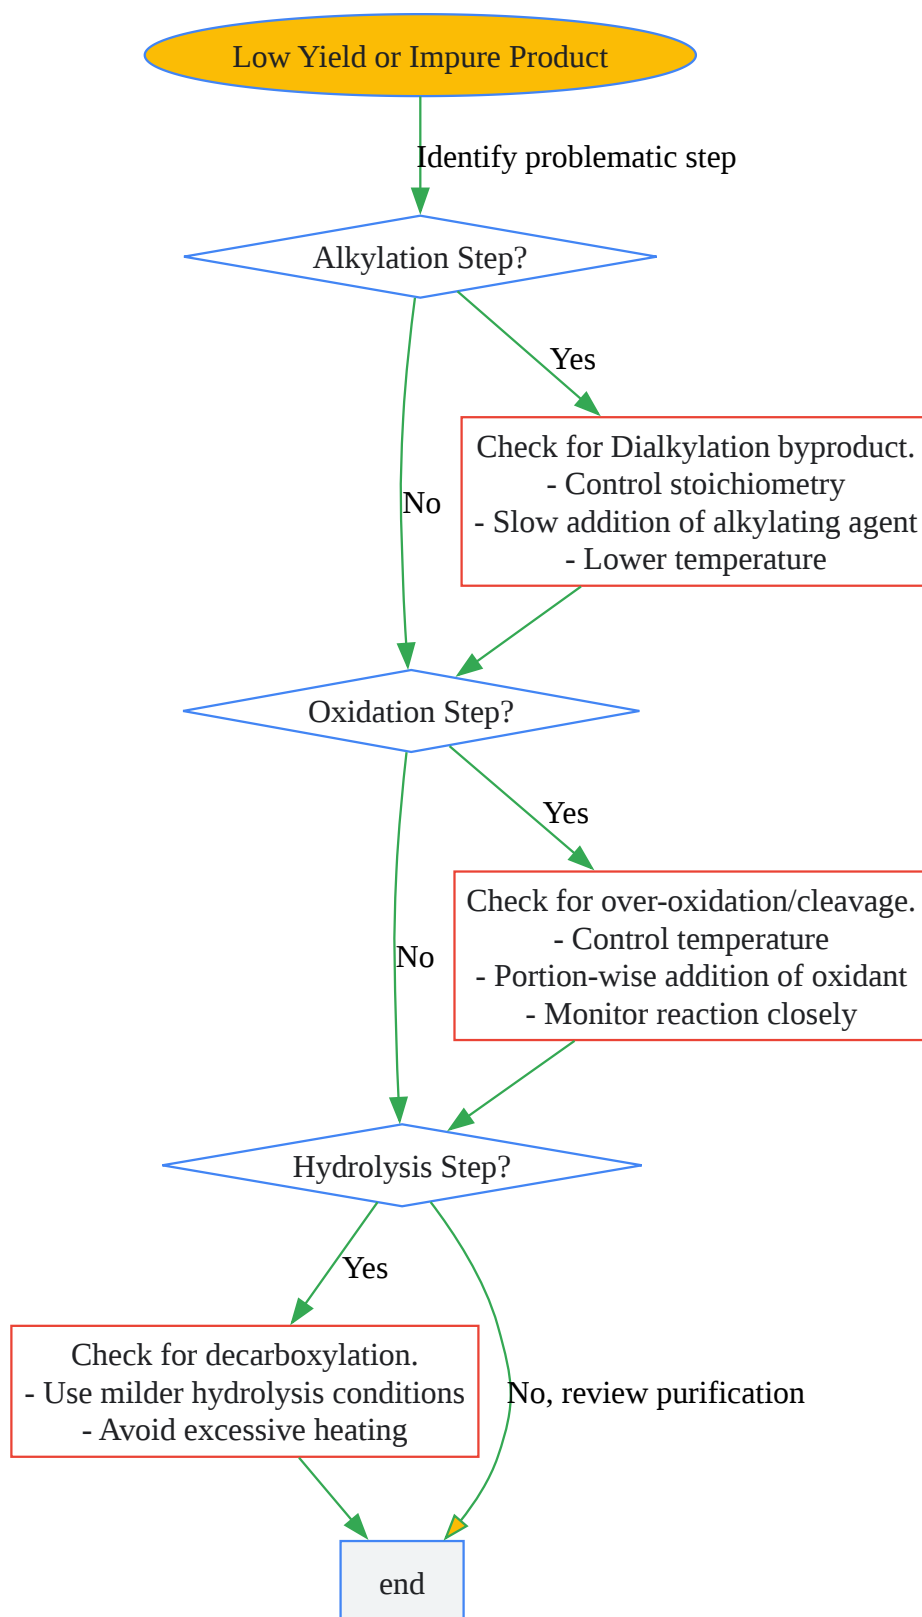 Low Yield or Impure Product
Identify problematic step
Alkylation Step?
Yes
No
Check for Dialkylation byproduct.
- Control stoichiometry
- Slow addition of alkylating agent
- Lower temperature
Oxidation Step?
Yes
No
Check for over-oxidation/cleavage.
- Control temperature
- Portion-wise addition of oxidant
- Monitor reaction closely
Hydrolysis Step?
Yes
Check for decarboxylation.
- Use milder hydrolysis conditions
- Avoid excessive heating
No, review purification
end